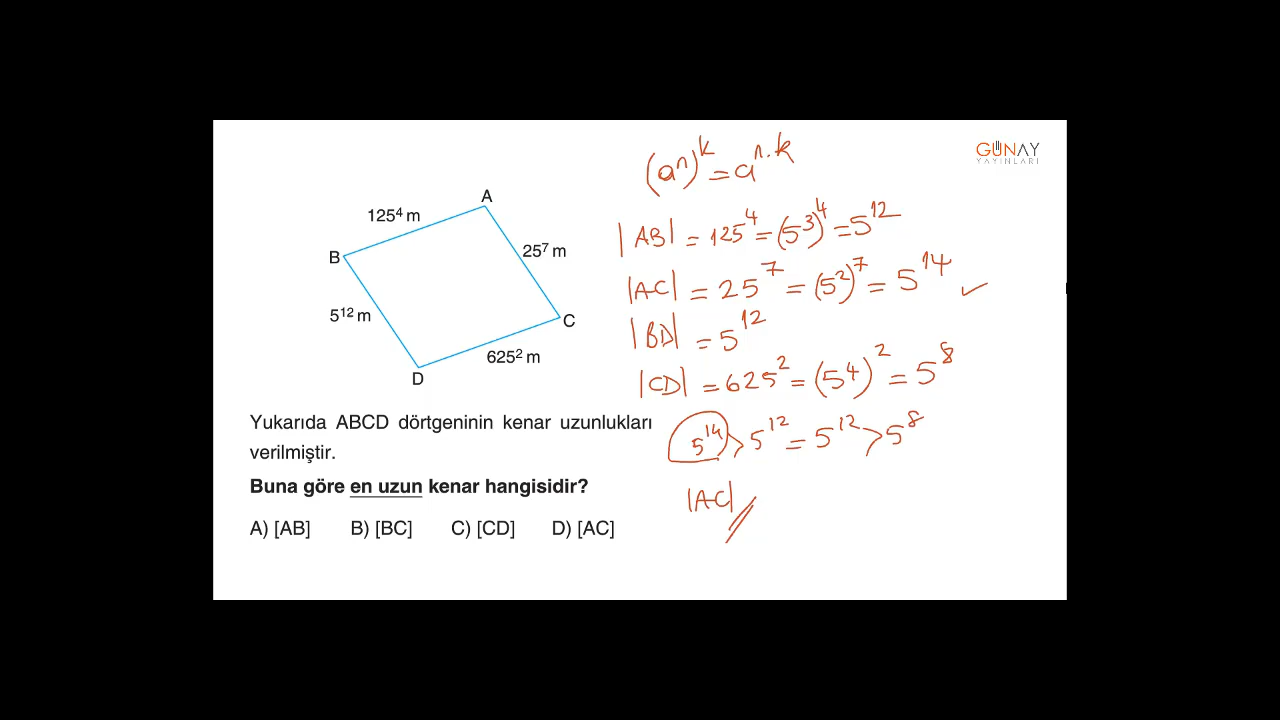 GÜNAY
YAYINLARI
(aⁿ)ᵏ = aⁿ·ᵏ
A
125⁴ m
B
25⁷ m
5¹² m
C
625² m
D
|AB| = 125⁴ = (5³)⁴ = 5¹²
|AC| = 25⁷ = (5²)⁷ = 5¹⁴ ✓
|BD| = 5¹²
|CD| = 625² = (5⁴)² = 5⁸
5¹⁴ > 5¹² = 5¹² > 5⁸
|AC|
Yukarıda ABCD dörtgeninin kenar uzunlukları
verilmiştir.
Buna göre en uzun kenar hangisidir?
A) [AB] B) [BC] C) [CD] D) [AC]